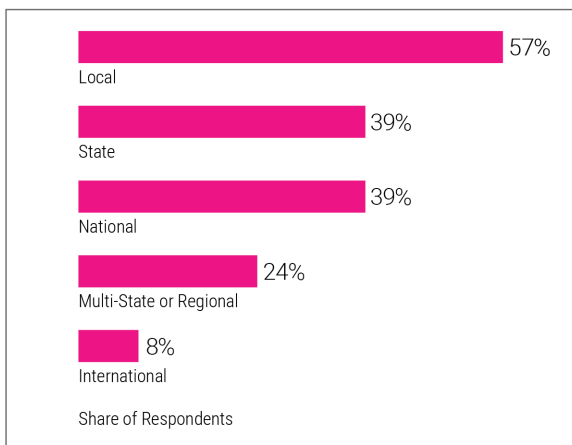 57%
Local
39%
State
39%
National
24%
Multi-State or Regional
8%
International
Share of Respondents